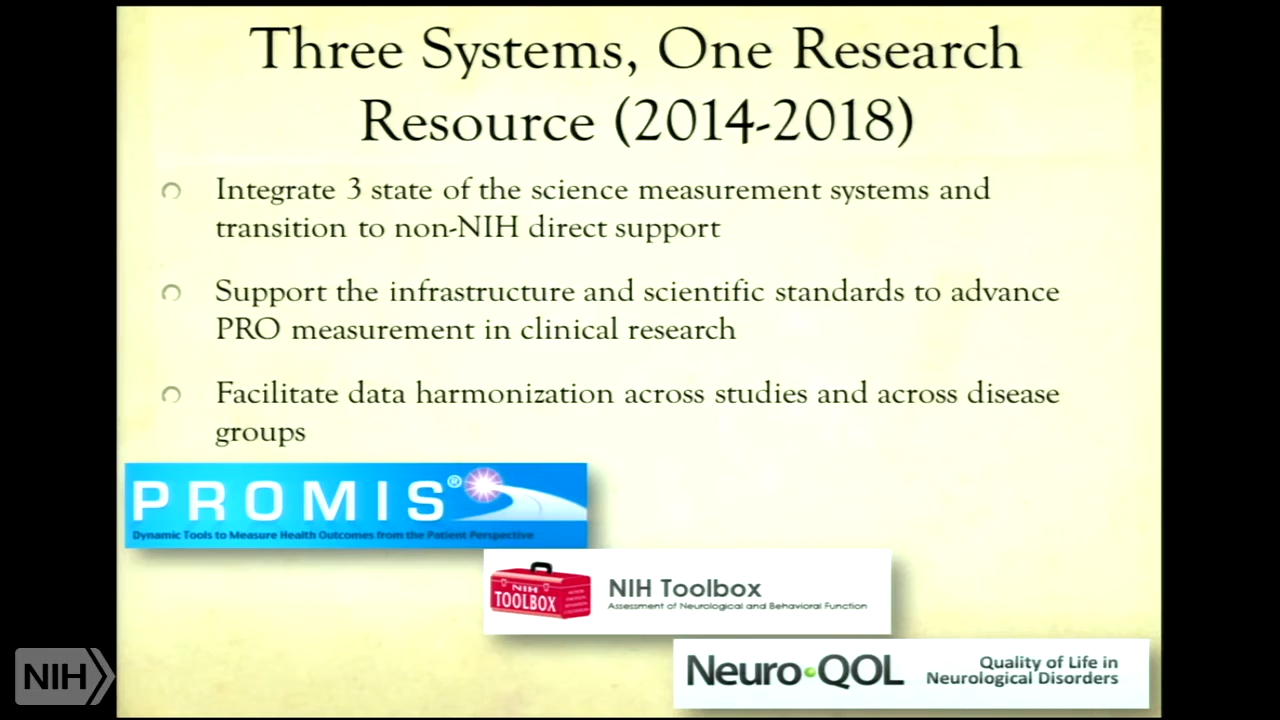 Three Systems, One Research
Resource (2014-2018)
Integrate 3 state of the science measurement systems and
transition to non-NIH direct support
Support the infrastructure and scientific standards to advance
PRO measurement in clinical research
Facilitate data harmonization across studies and across disease
groups
PROMIS®
Dynamic Tools to Measure Health Outcomes from the Patient Perspective
NIH
TOOLBOX
NIH Toolbox
Assessment of Neurological and Behavioral Function
Neuro-QOL
Quality of Life in
Neurological Disorders
NIH